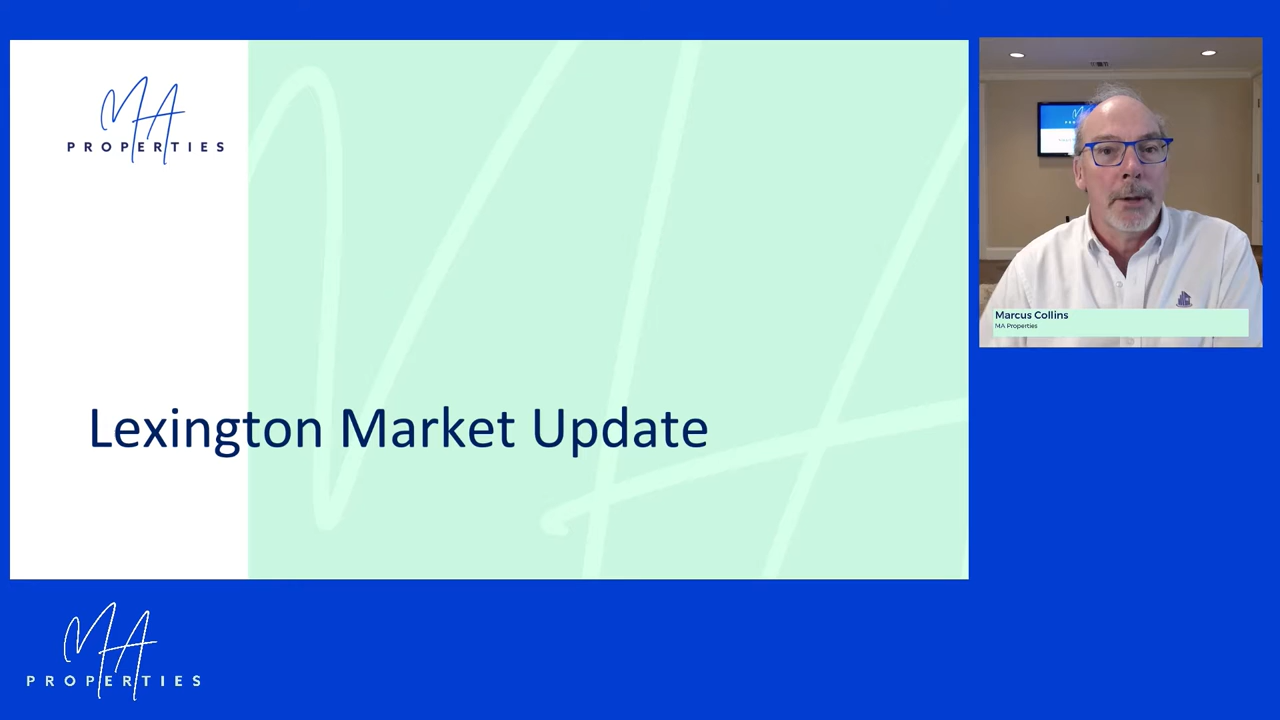 MA
PROPERTIES
Lexington Market Update
Marcus Collins
MA Properties
MA
PROPERTIES